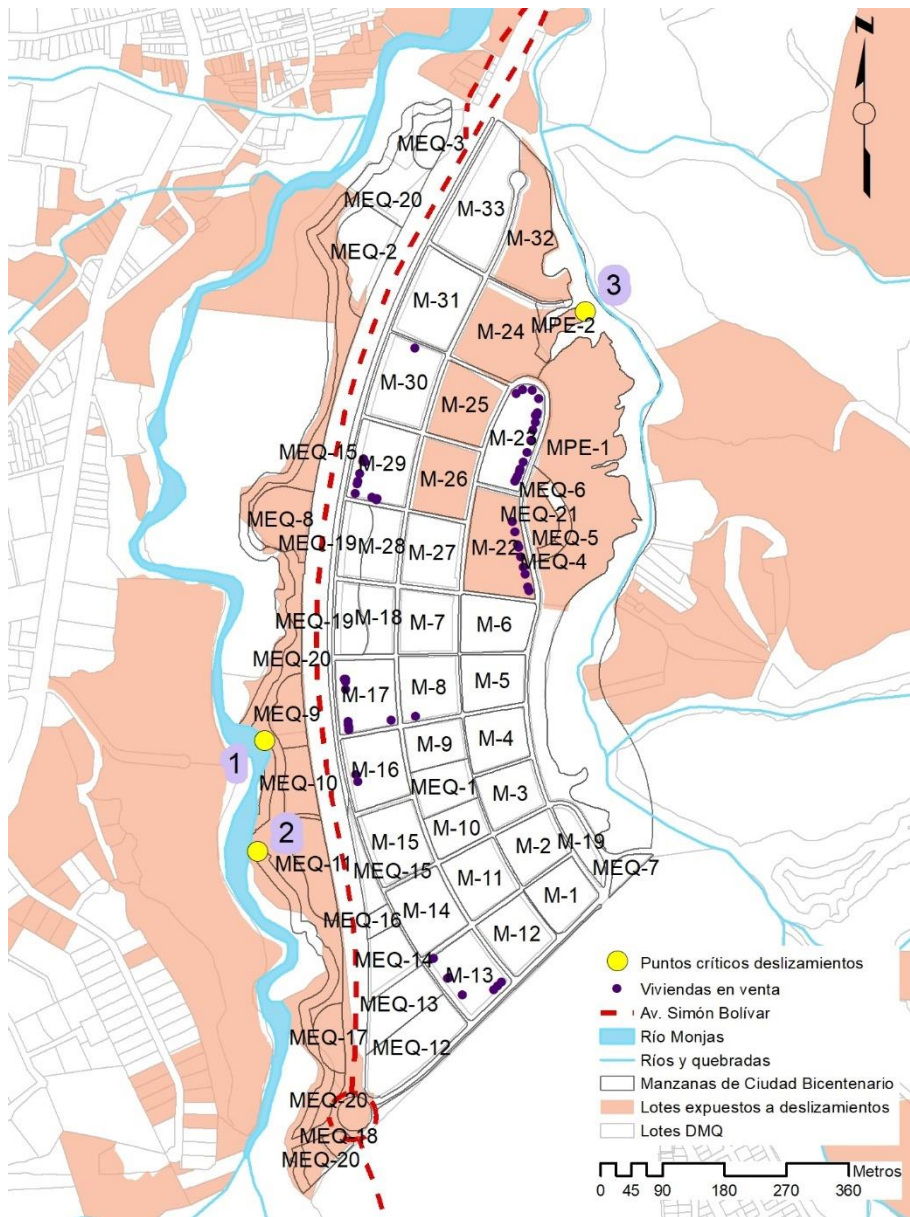 z
MEQ-3
MEQ-20
M-33
MEQ-2
M-32
3
M-31
M-24
MPE-2
M-30
M-25
M-2
MPE-1
MEQ-15
M-29
M-26
MEQ-6
MEQ-8
MEQ-21
MEQ-19
M-28
M-27
M-22
MEQ-5
MEQ-4
MEQ-19
M-18
M-7
M-6
MEQ-20
M-17
M-8
M-5
MEQ-9
1
M-9
M-4
M-16
MEQ-10
MEQ-1
M-3
2
M-15
M-10
M-2
M-19
MEQ-11
MEQ-15
M-11
MEQ-7
M-1
MEQ-16
M-14
M-12
MEQ-14
M-13
MEQ-13
MEQ-17
MEQ-12
MEQ-20
MEQ-18
MEQ-20
Puntos críticos deslizamientos
Viviendas en venta
Av. Simón Bolívar
Río Monjas
Ríos y quebradas
Manzanas de Ciudad Bicentenario
Lotes expuestos a deslizamientos
Lotes DMQ
Metros
0 45 90 180 270 360